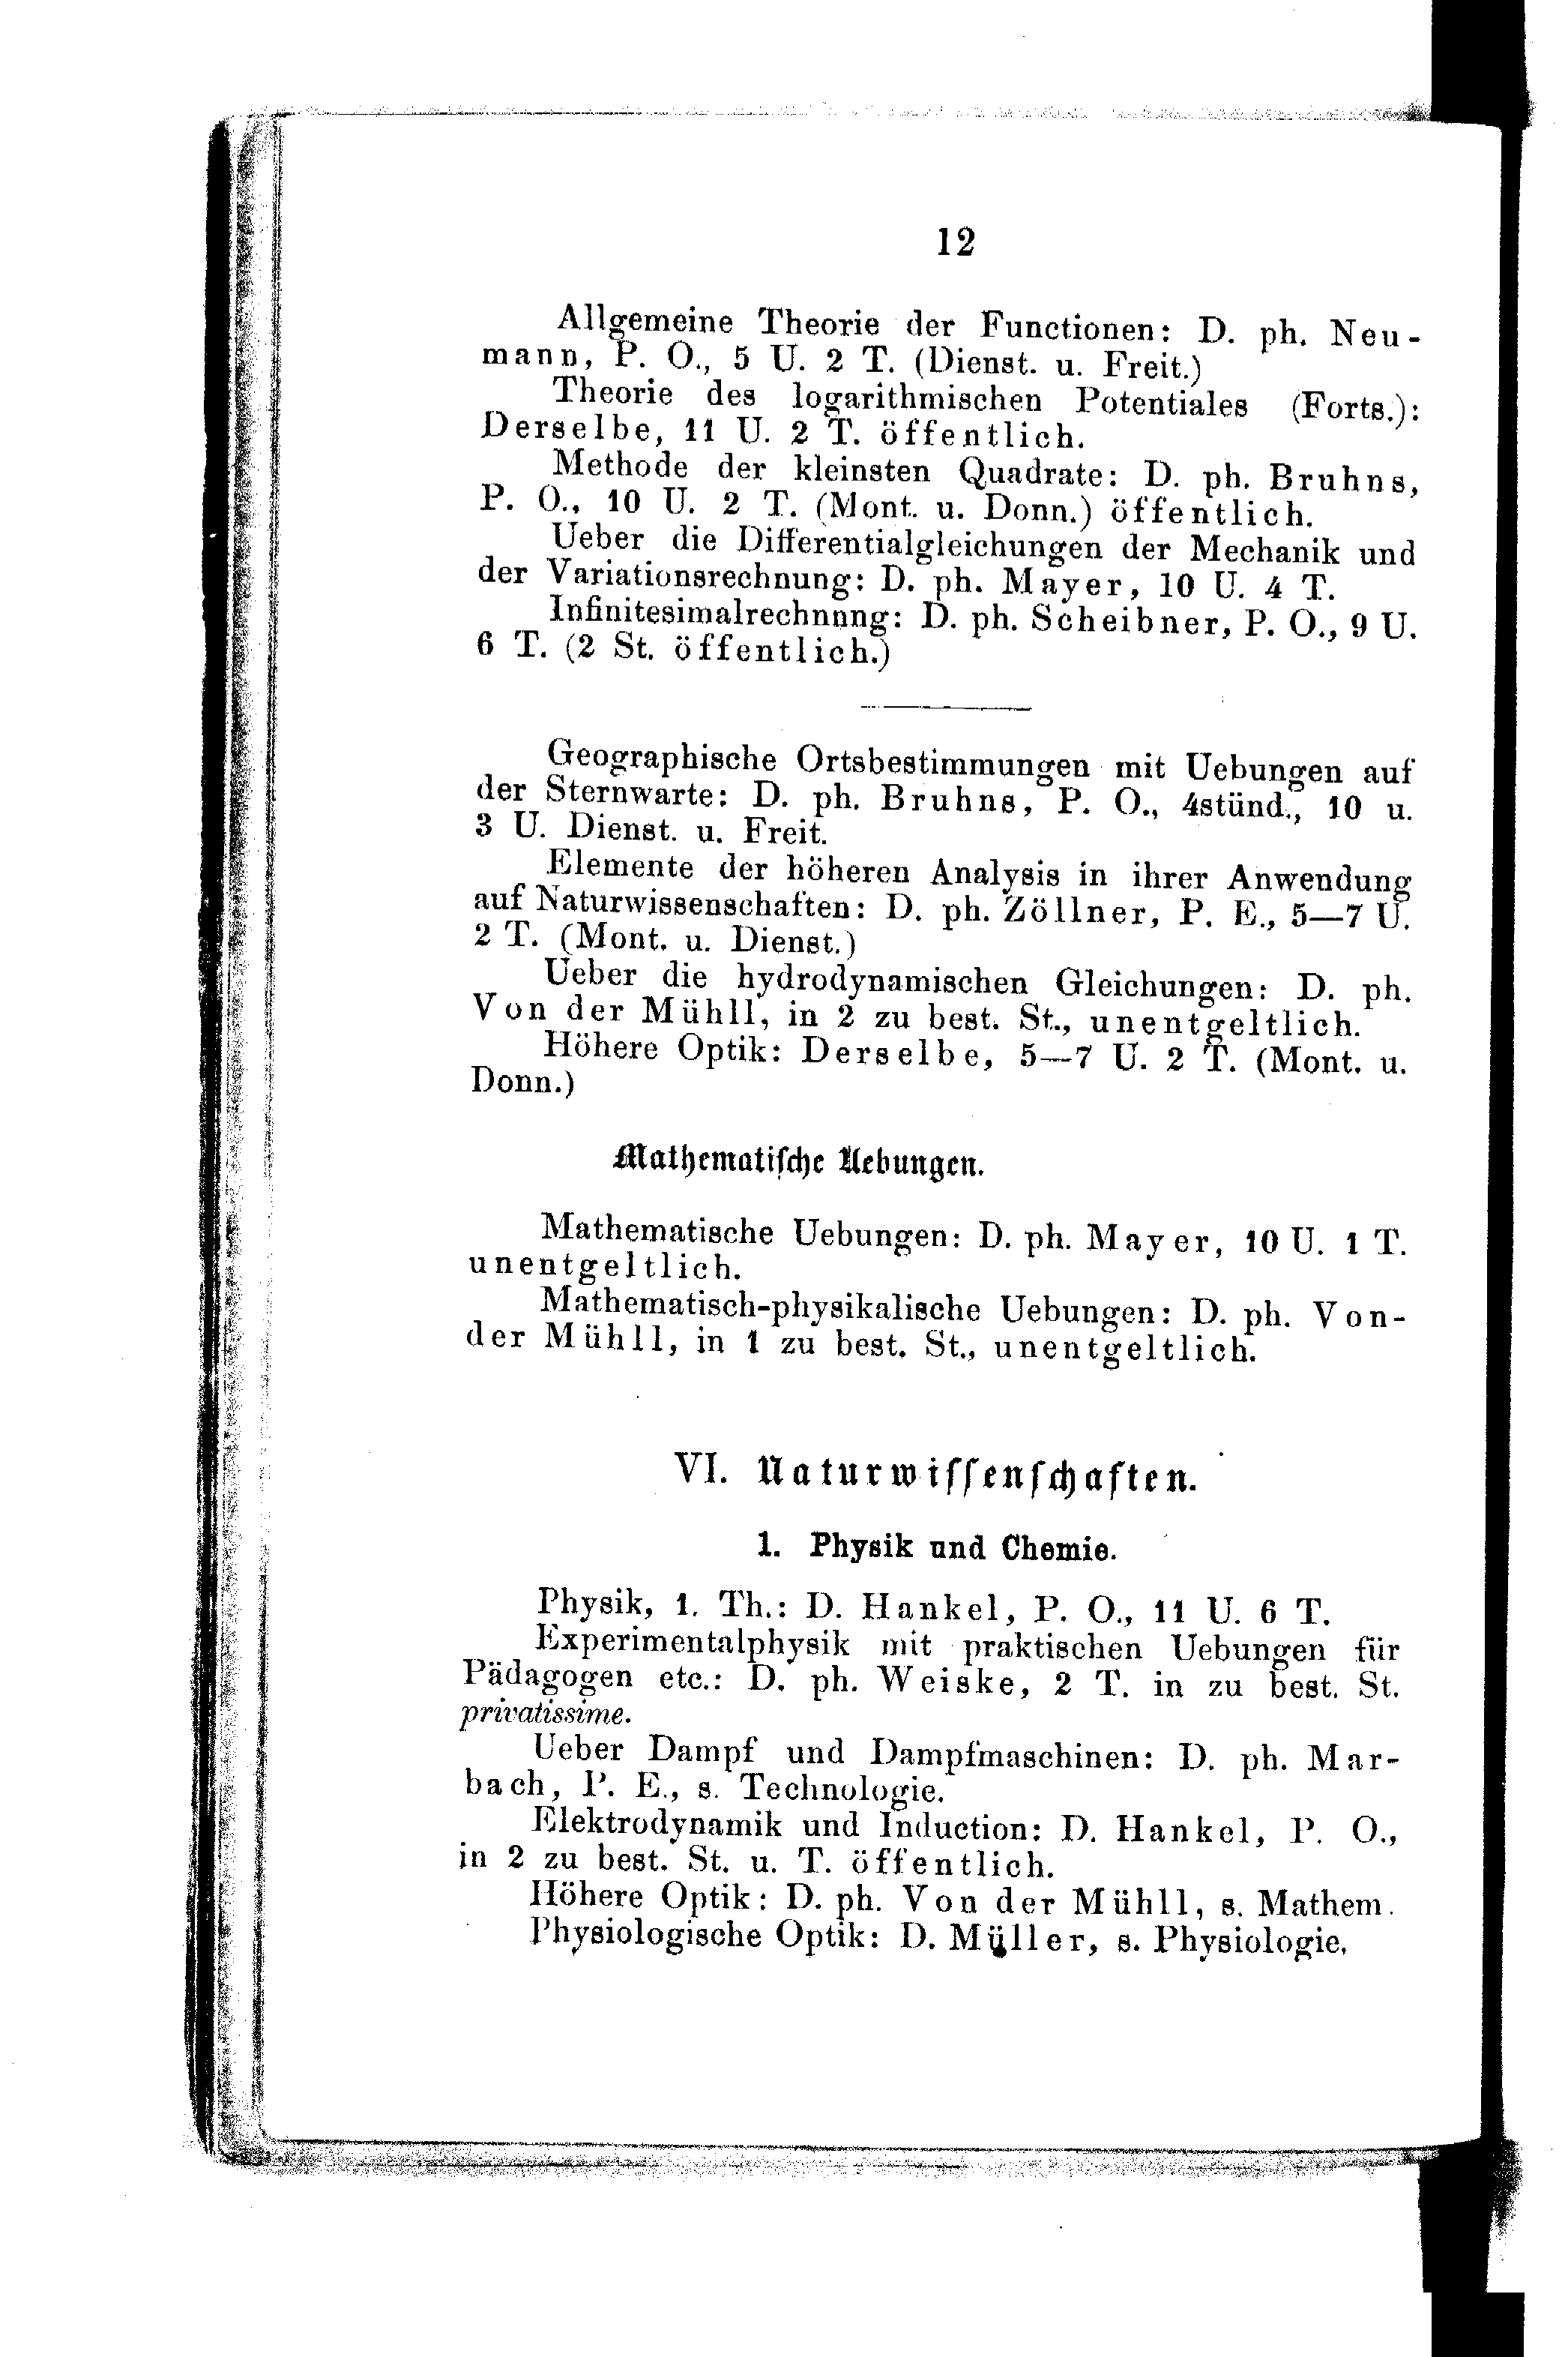 12
Allgemeine Theorie der Functionen: D. ph. Neu-
mann, P. O., 5 U. 2 T. (Dienst. u. Freit.)
Theorie des logarithmischen Potentiales (Forts.):
Derselbe, 11 U. 2 T. öffentlich.
Methode der kleinsten Quadrate: D. ph. Bruhns,
P. O., 10 U. 2 T. (Mont. u. Donn.) öffentlich.
Ueber die Differentialgleichungen der Mechanik und
der Variationsrechnung: D. ph. Mayer, 10 U. 4 T.
Infinitesimalrechnnng: D. ph. Scheibner, P. O., 9 U.
6 T. (2 St. öffentlich.)
Geographische Ortsbestimmungen mit Uebungen auf
der Sternwarte: D. ph. Bruhns, P. O., 4stünd., 10 u.
3 U. Dienst. u. Freit.
Elemente der höheren Analysis in ihrer Anwendung
auf Naturwissenschaften: D. ph. Zöllner, P. E., 5—7 U.
2 T. (Mont. u. Dienst.)
Ueber die hydrodynamischen Gleichungen: D. ph.
Von der Mühll, in 2 zu best. St., unentgeltlich.
Höhere Optik: Derselbe, 5—7 U. 2 T. (Mont. u.
Donn.)
Mathematiſche Uebungen.
Mathematische Uebungen: D. ph. Mayer, 10 U. 1 T.
unentgeltlich.
Mathematisch-physikalische Uebungen: D. ph. Von-
der Mühll, in 1 zu best. St., unentgeltlich.
VI. Naturwiſſenſchaften.
1. Physik und Chemie.
Physik, 1. Th.: D. Hankel, P. O., 11 U. 6 T.
Experimentalphysik mit praktischen Uebungen für
Pädagogen etc.: D. ph. Weiske, 2 T. in zu best. St.
privatissime.
Ueber Dampf und Dampfmaschinen: D. ph. Mar-
bach, P. E., s. Technologie.
Elektrodynamik und Induction: D. Hankel, P. O.,
in 2 zu best. St. u. T. öffentlich.
Höhere Optik: D. ph. Von der Mühll, s. Mathem.
Physiologische Optik: D. Müller, s. Physiologie.